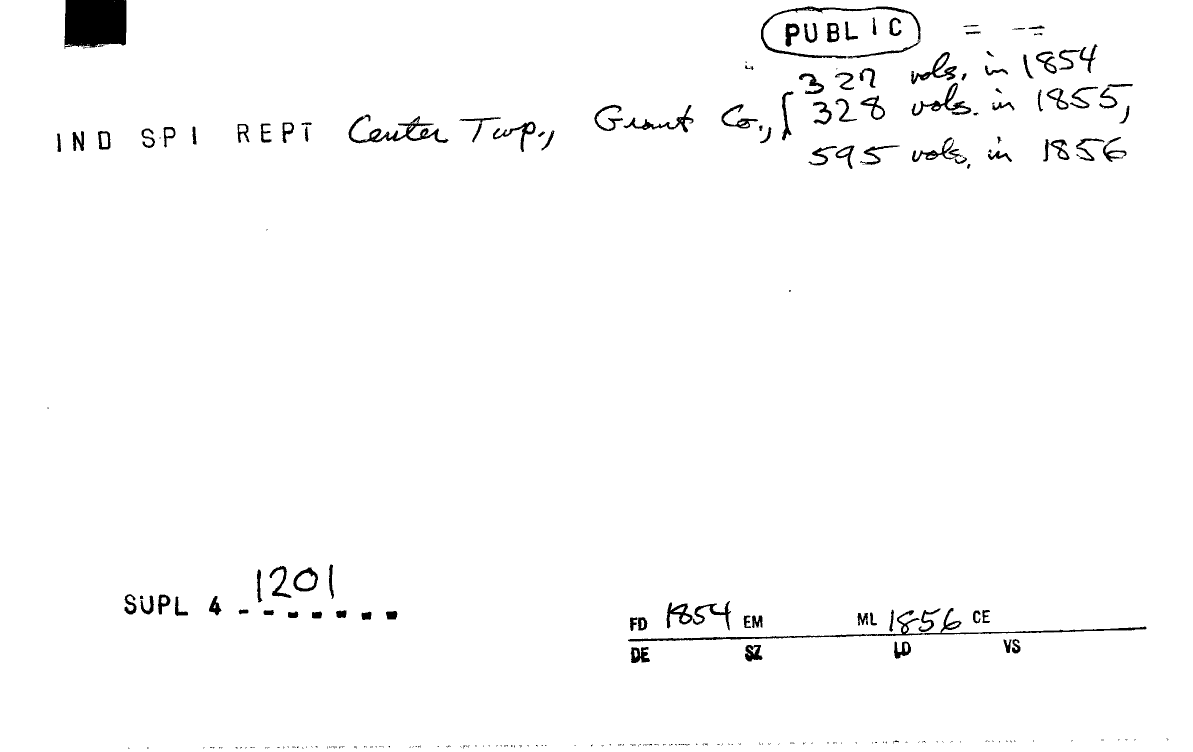 PUBLIC
327 vols. in 1854
IND SPI REPT Center Twp., Grant Co., 328 vols. in 1855,
595 vols. in 1856
SUPL 4 1201
FD 1854 EM ML 1856 CE
DE SZ LD VS